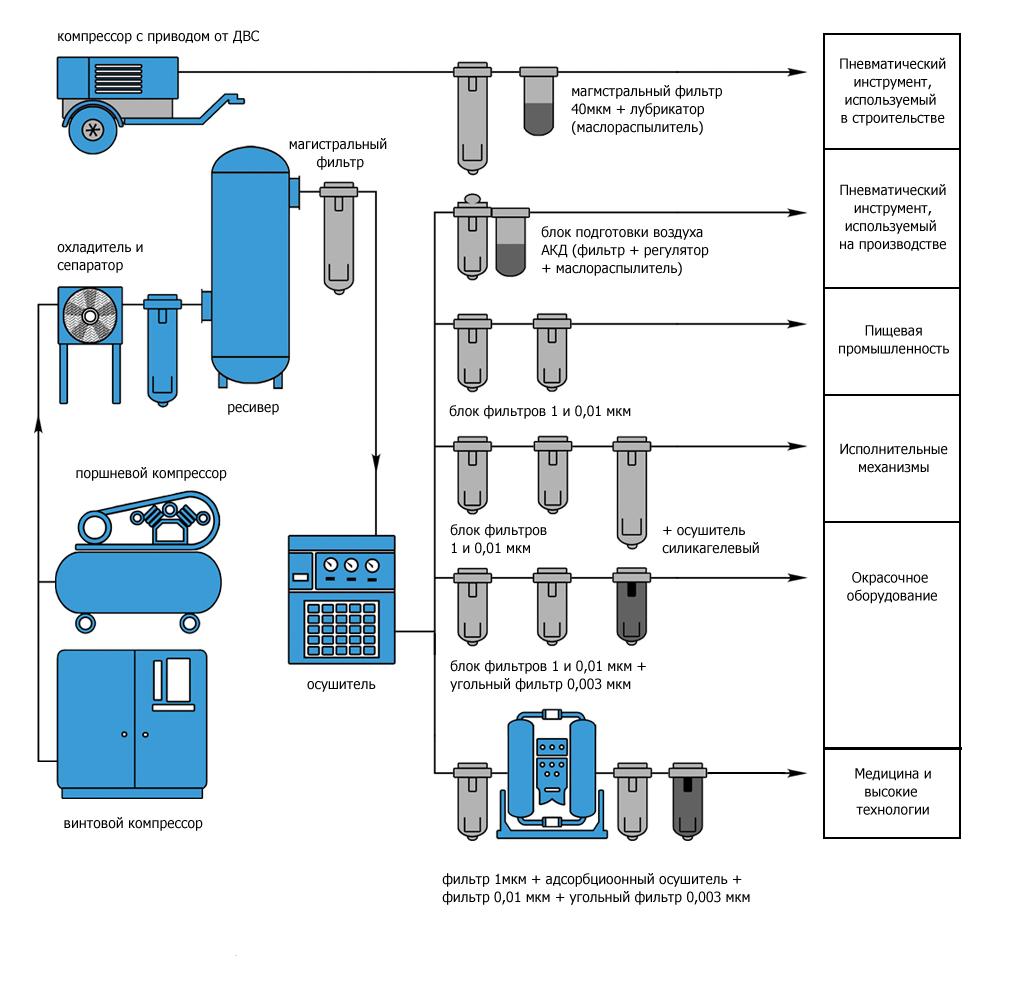 компрессор с приводом от ДВС
магмстральный фильтр
40мкм + лубрикатор
(маслораспылитель)
Пневматический
инструмент,
используемый
в строительстве
магистральный
фильтр
охладитель и
сепаратор
ресивер
блок подготовки воздуха
АКД (фильтр + регулятор
+ маслораспылитель)
Пневматический
инструмент,
используемый
на производстве
блок фильтров 1 и 0,01 мкм
Пищевая
промышленность
поршневой компрессор
блок фильтров
1 и 0,01 мкм
+ осушитель
силикагелевый
Исполнительные
механизмы
осушитель
блок фильтров 1 и 0,01 мкм +
угольный фильтр 0,003 мкм
Окрасочное
оборудование
винтовой компрессор
фильтр 1мкм + адсорбциоонный осушитель +
фильтр 0,01 мкм + угольный фильтр 0,003 мкм
Медицина и
высокие
технологии